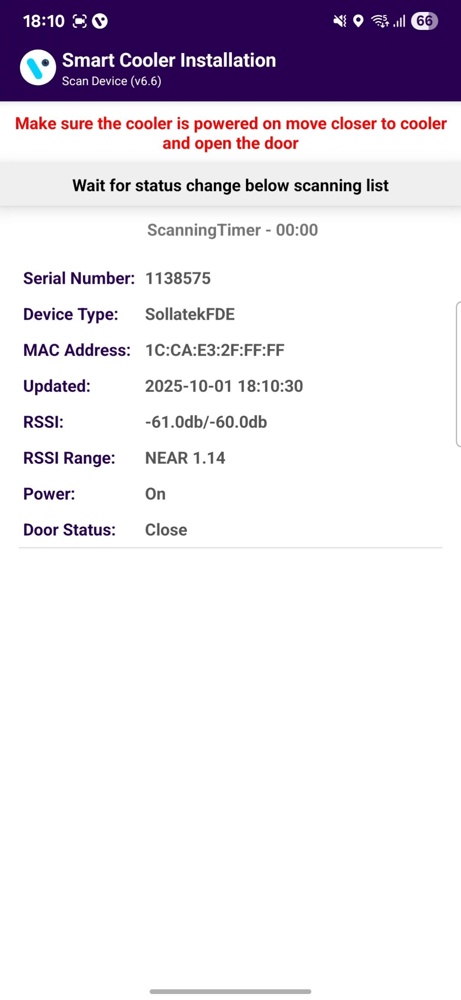 18:10
5
66
Smart Cooler Installation
Scan Device (v6.6)
Make sure the cooler is powered on move closer to cooler
and open the door
Wait for status change below scanning list
ScanningTimer - 00:00
Serial Number: 1138575
Device Type: SollatekFDE
MAC Address: 1C:CA:E3:2F:FF:FF
Updated: 2025-10-01 18:10:30
RSSI: -61.0db/-60.0db
RSSI Range: NEAR 1.14
Power: On
Door Status: Close